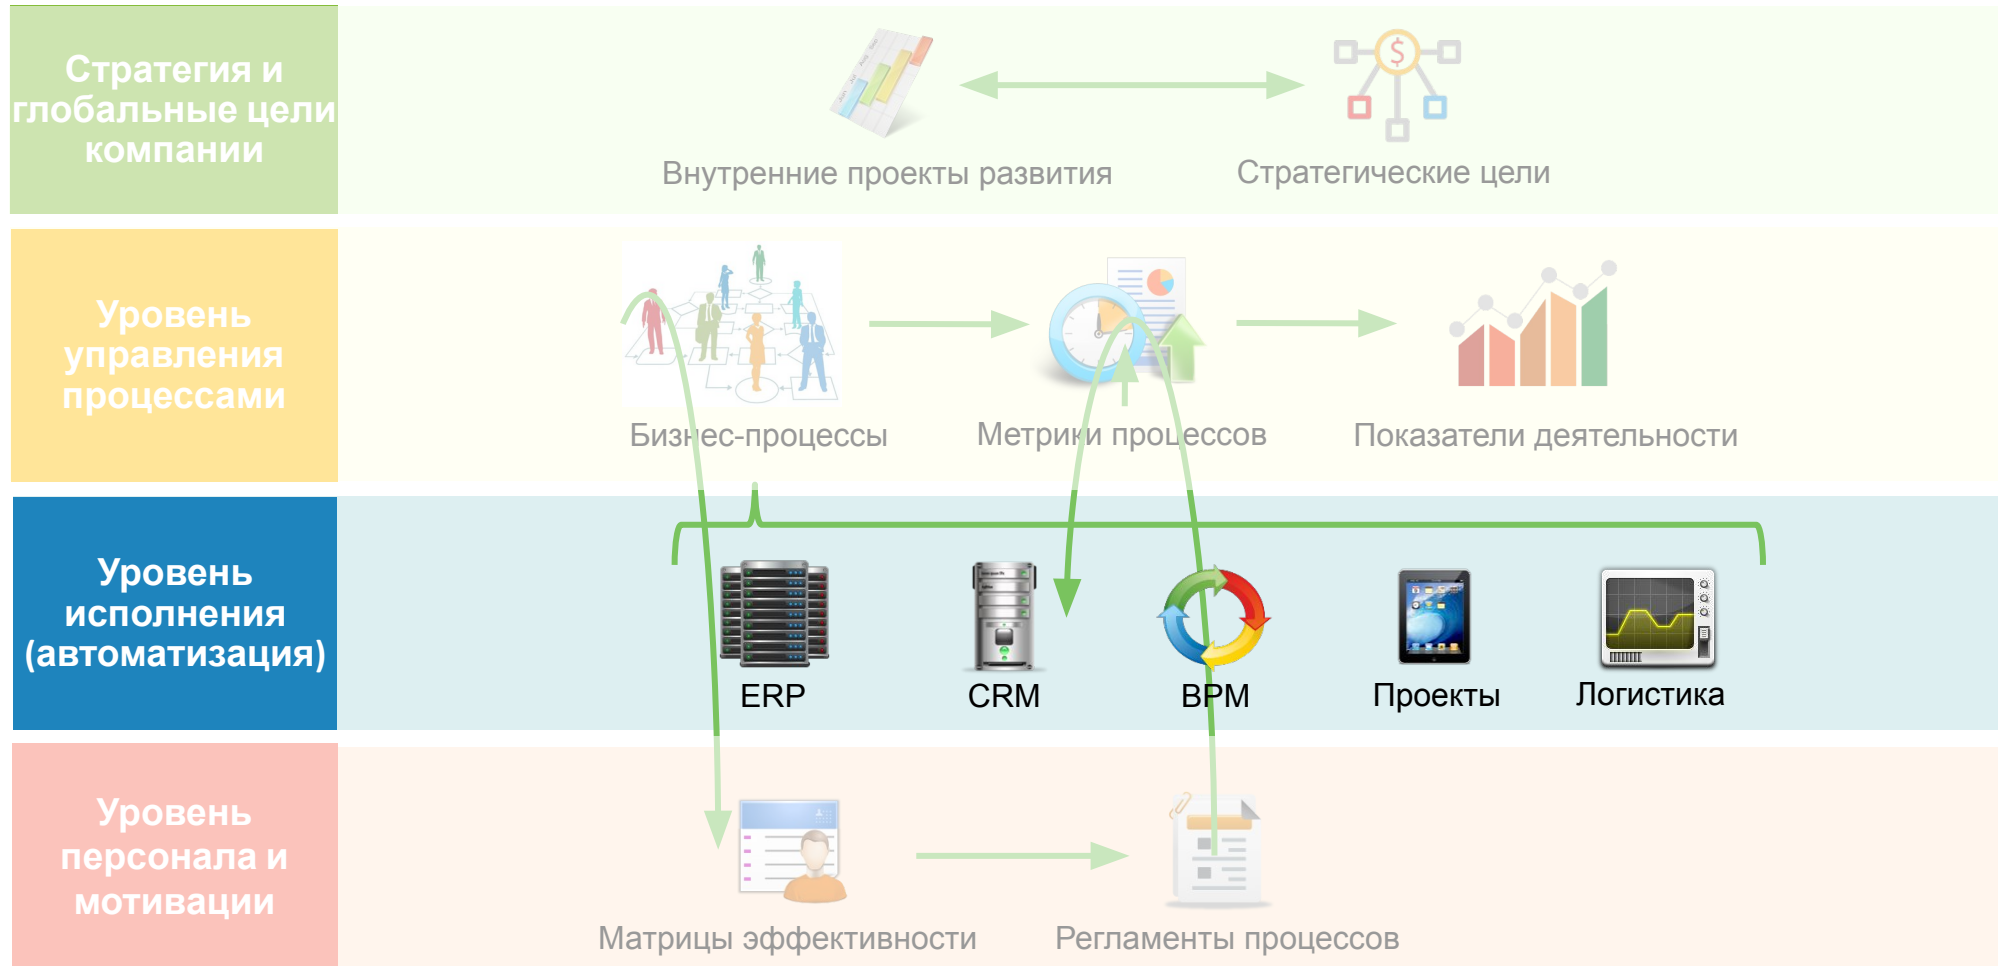 Стратегия и
глобальные цели
компании
Внутренние проекты развития
Стратегические цели
Уровень
управления
процессами
Бизнес-процессы
Метрики процессов
Показатели деятельности
Уровень
исполнения
(автоматизация)
ERP
CRM
BPM
Проекты
Логистика
Уровень
персонала и
мотивации
Матрицы эффективности
Регламенты процессов